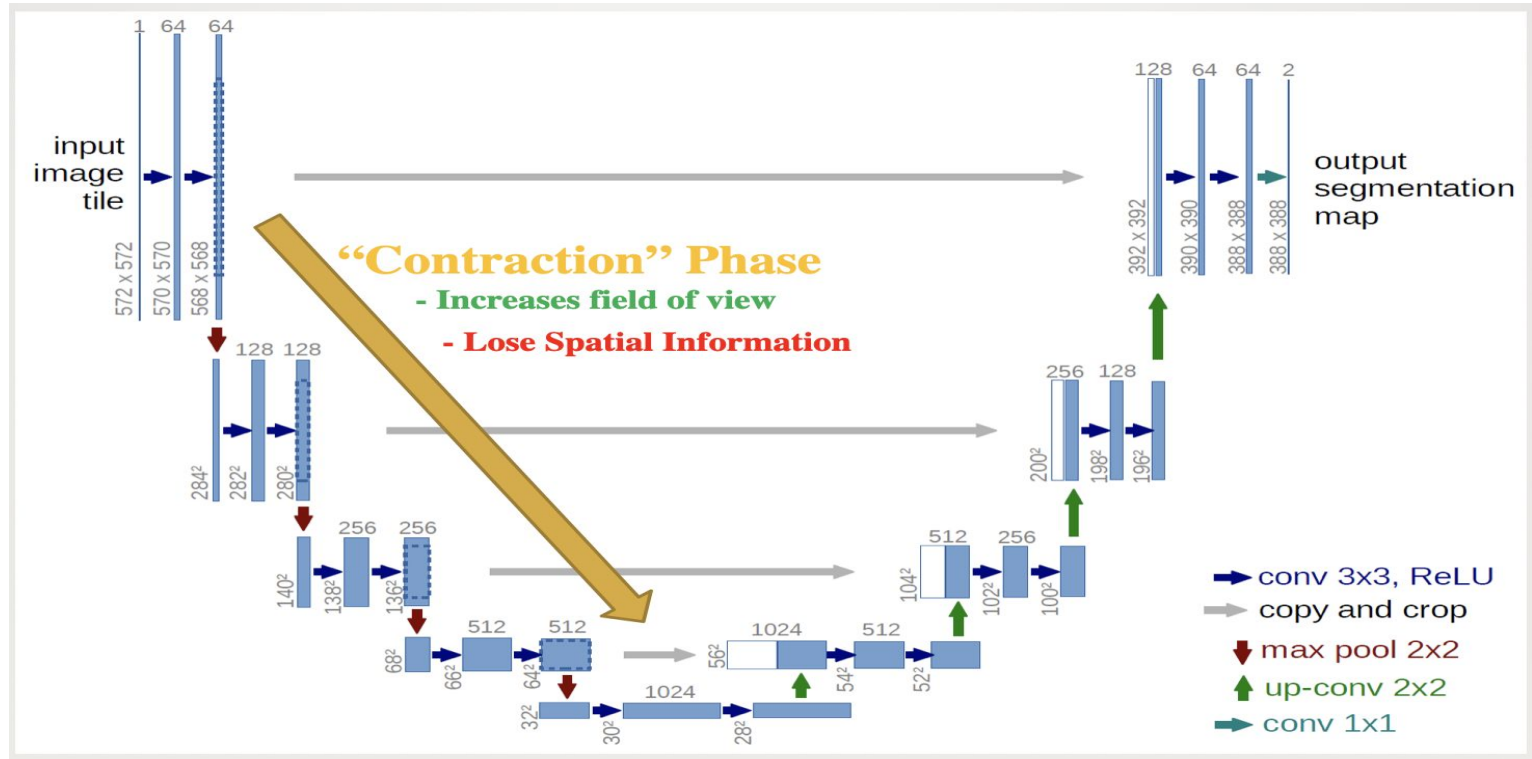 1 64 64
128 64 64 2
input
image
tile
output
segmentation
map
572 x 572
570 x 570
568 x 568
392 x 392
390 x 390
388 x 388
388 x 388
“Contraction” Phase
- Increases field of view
- Lose Spatial Information
128 128
256 128
284²
282²
280²
200²
198²
196²
256 256
512 256
140²
138²
136²
104²
102²
100²
512 512
1024 512
68²
66²
64²
56²
54²
52²
1024
32²
30²
28²
conv 3x3, ReLU
copy and crop
max pool 2x2
up-conv 2x2
conv 1x1